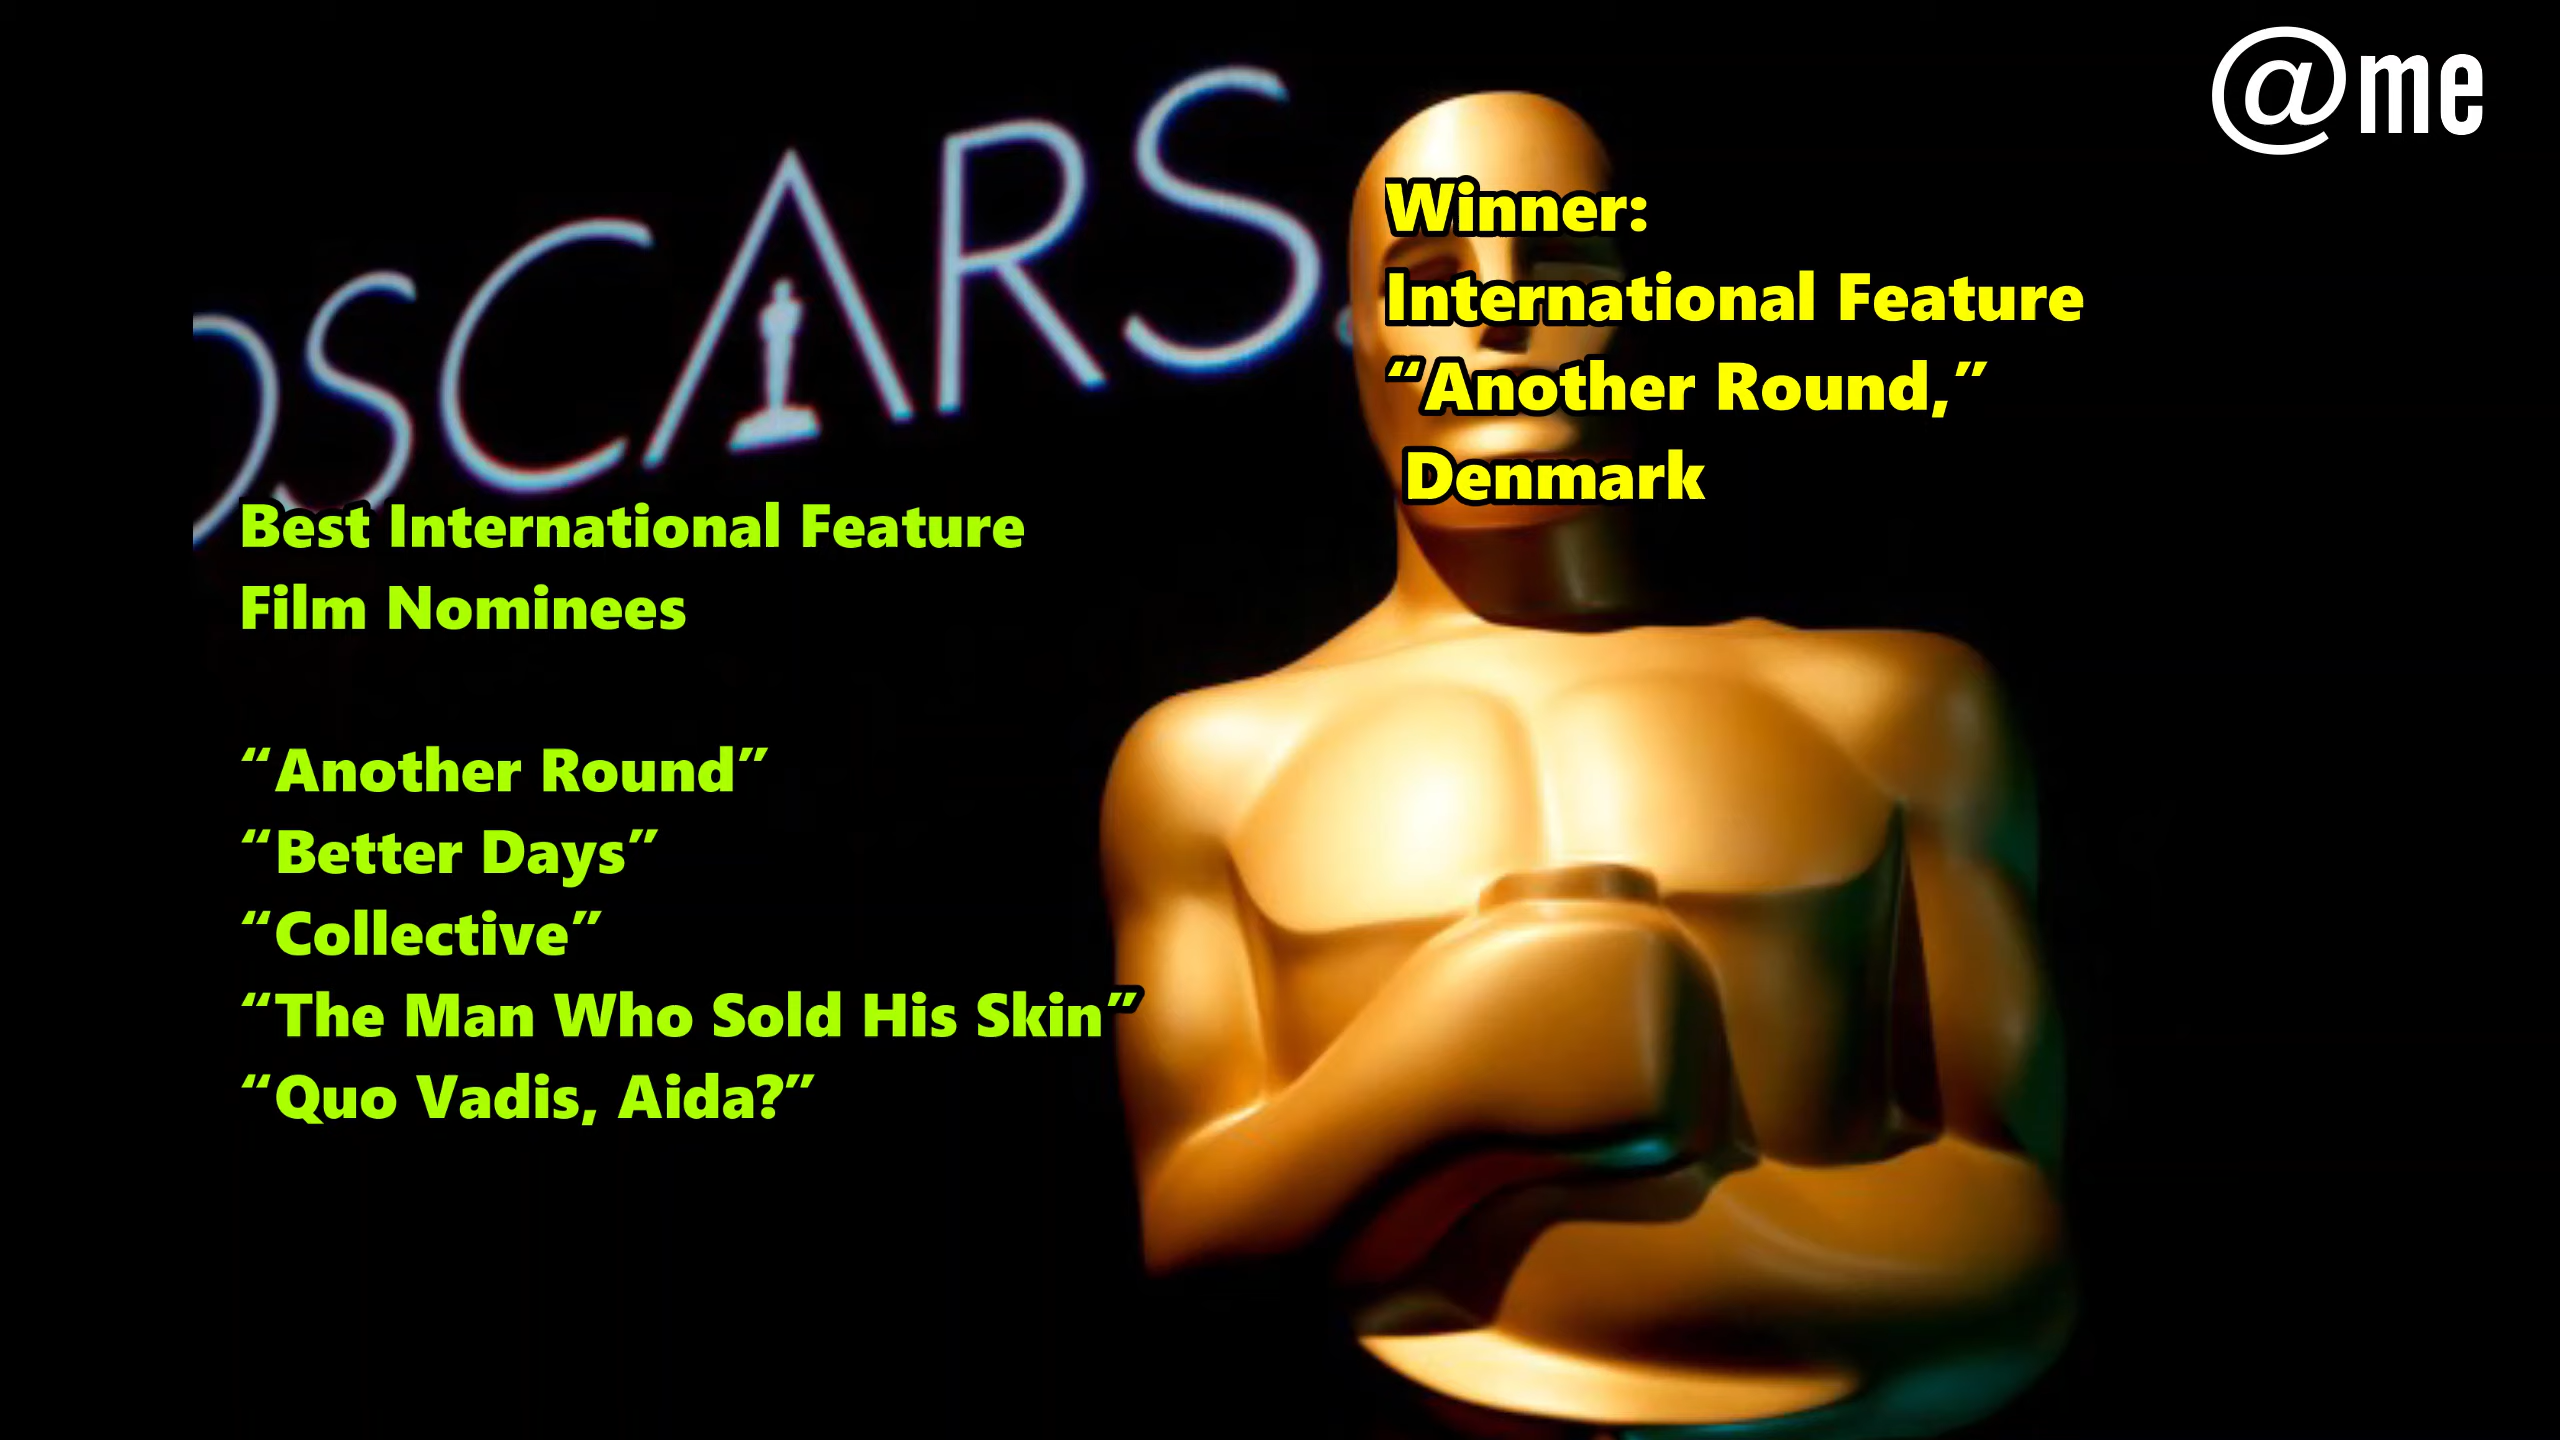 @me
OSCARS
Winner:
International Feature
“Another Round,”
Denmark
Best International Feature
Film Nominees
“Another Round”
“Better Days”
“Collective”
“The Man Who Sold His Skin”
“Quo Vadis, Aida?”